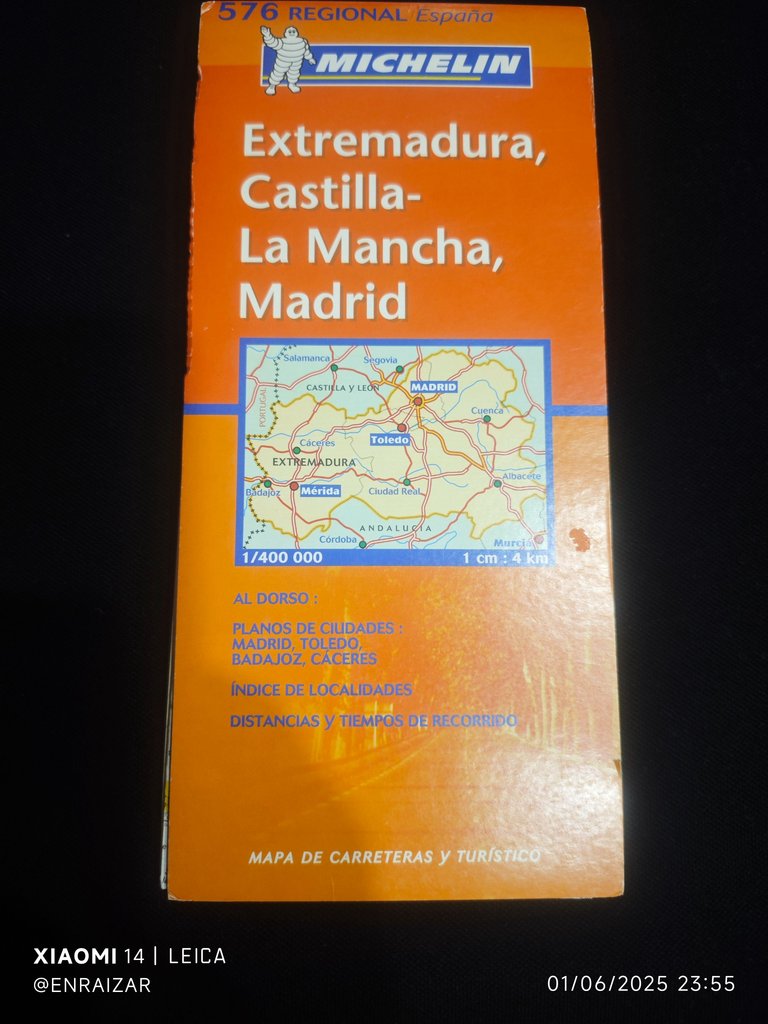 576 REGIONAL España
MICHELIN
Extremadura,
Castilla-
La Mancha,
Madrid
Salamanca
Segovia
CASTILLA y LEÓN
MADRID
PORTUGAL
Cuenca
Toledo
Cáceres
EXTREMADURA
Albacete
Badajoz
Mérida
Ciudad Real
ANDALUCÍA
Córdoba
Murcia
1/400 000
1 cm : 4 km
AL DORSO :
PLANOS DE CIUDADES :
MADRID, TOLEDO,
BADAJOZ, CÁCERES
ÍNDICE DE LOCALIDADES
DISTANCIAS y TIEMPOS DE RECORRIDO
MAPA DE CARRETERAS y TURÍSTICO
XIAOMI 14 | LEICA
@ENRAIZAR
01/06/2025 23:55